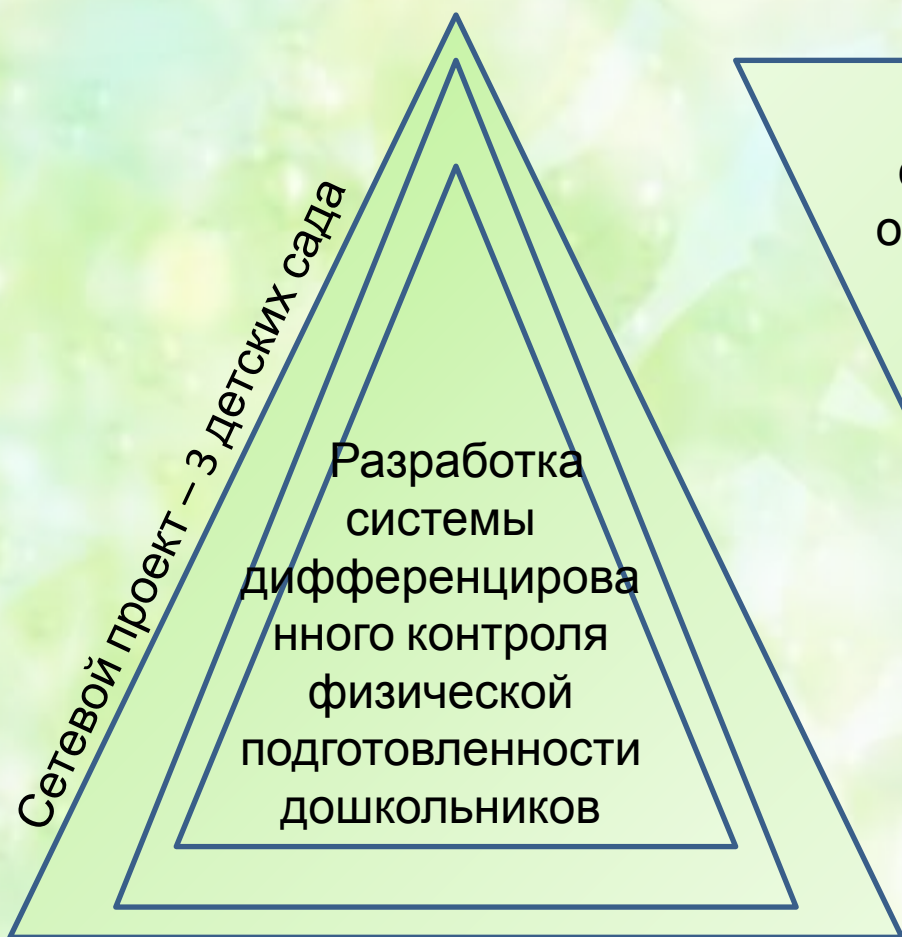 Сетевой проект – 3 детских сада
Разработка
системы
дифференцирова
нного контроля
физической
подготовленности
дошкольников